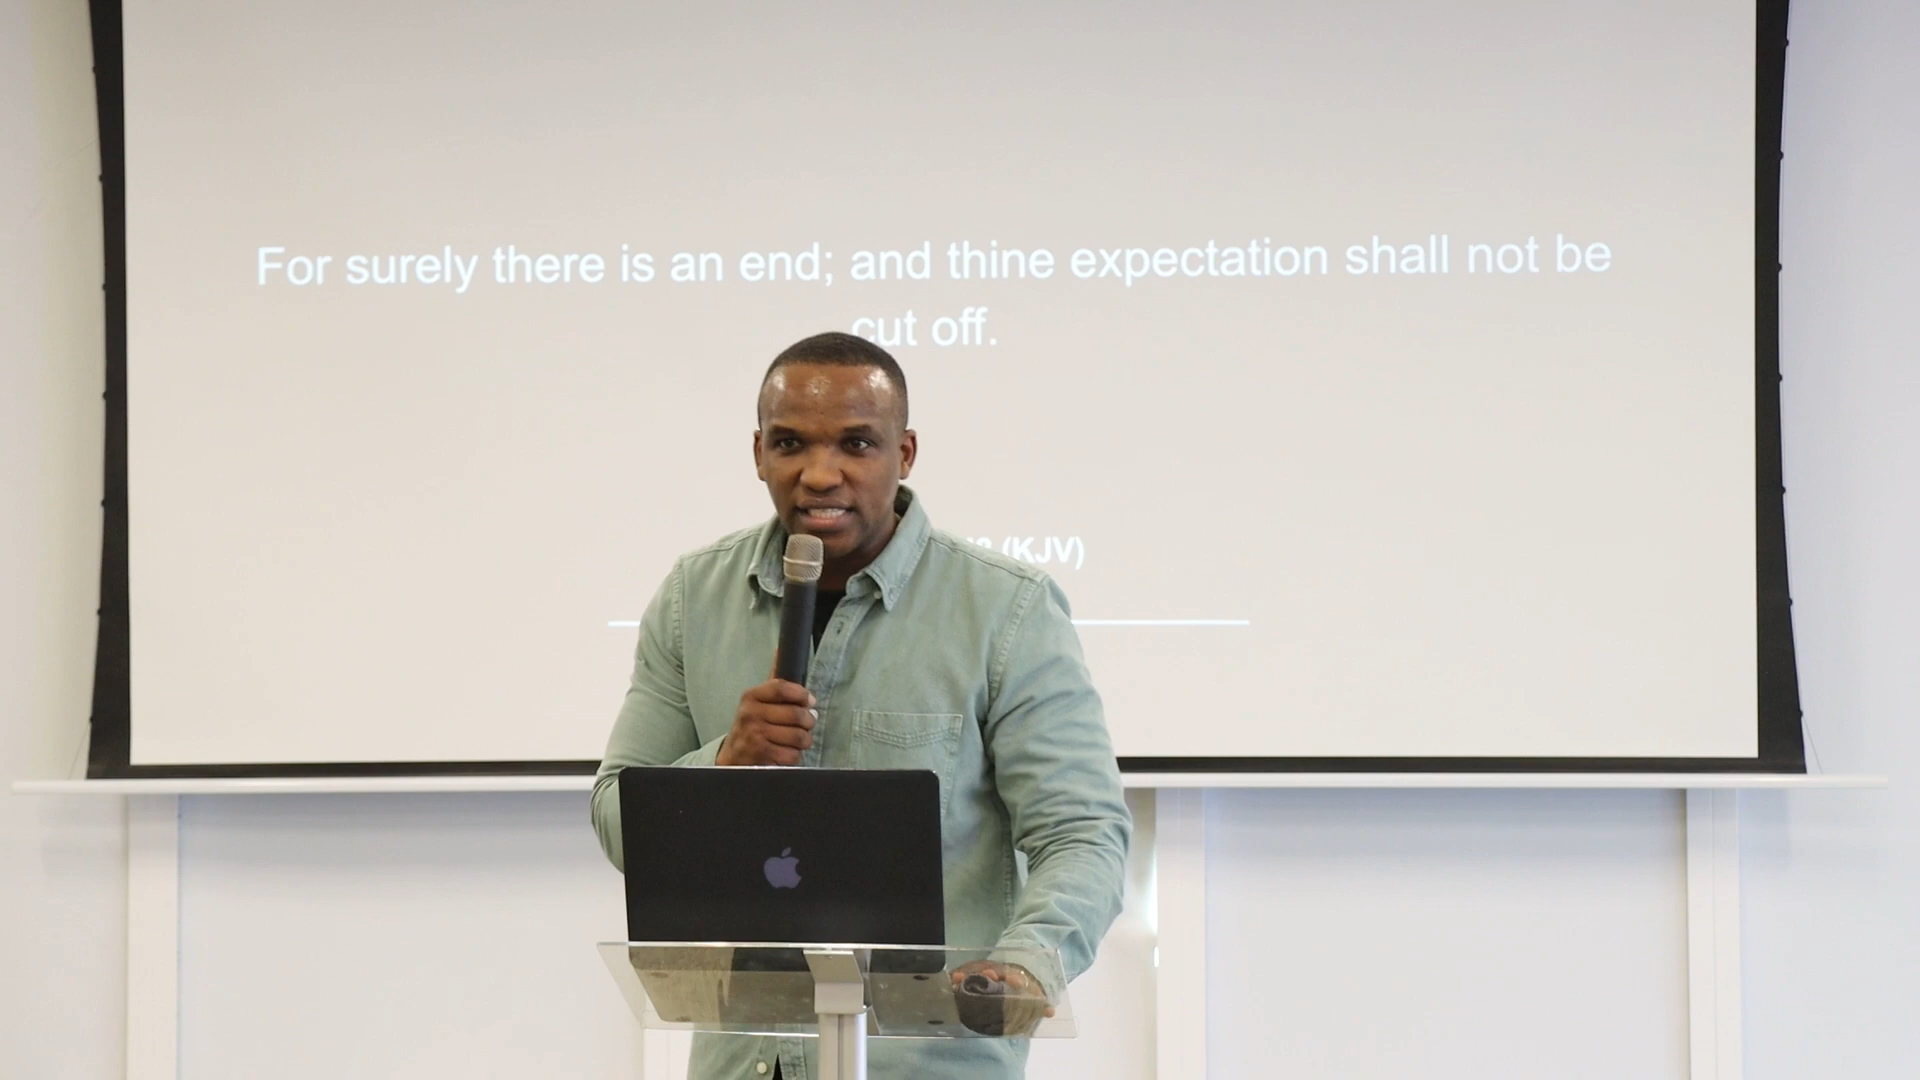 For surely there is an end; and thine expectation shall not be
cut off.
(KJV)